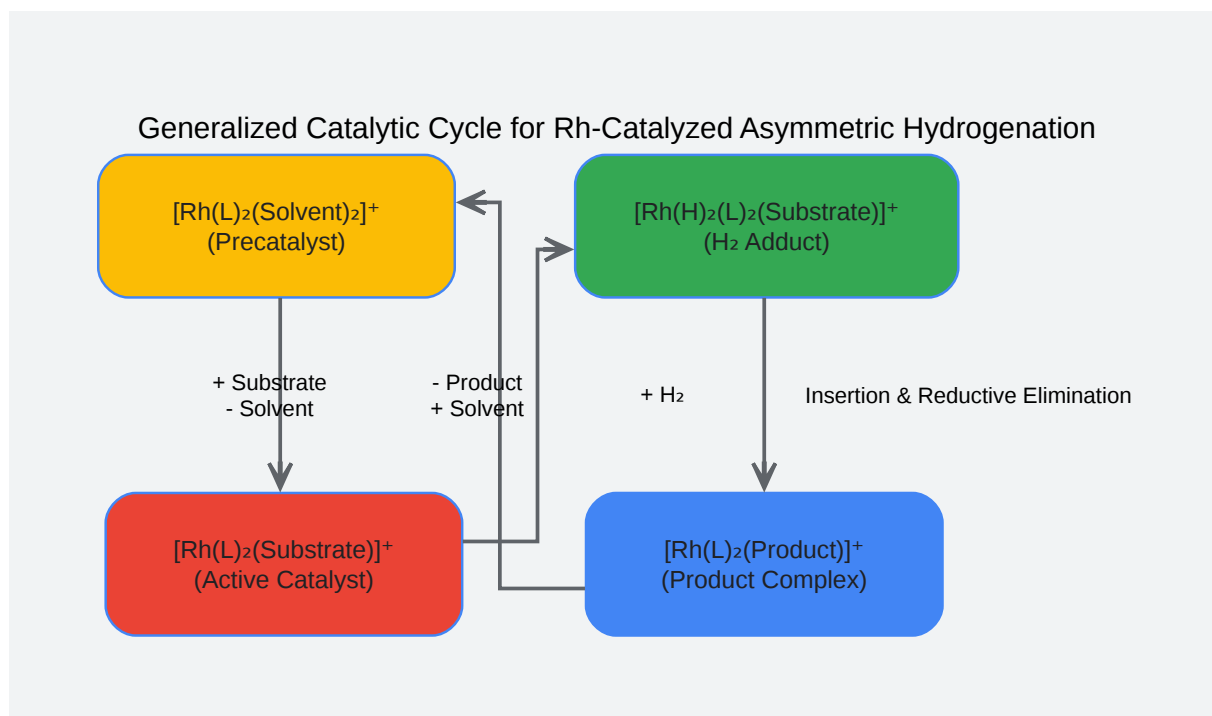 Generalized Catalytic Cycle for Rh-Catalyzed Asymmetric Hydrogenation
[Rh(L)₂(Solvent)₂]⁺
(Precatalyst)
[Rh(H)₂(L)₂(Substrate)]⁺
(H₂ Adduct)
+ Substrate
- Solvent
- Product
+ Solvent
+ H₂
Insertion & Reductive Elimination
[Rh(L)₂(Substrate)]⁺
(Active Catalyst)
[Rh(L)₂(Product)]⁺
(Product Complex)